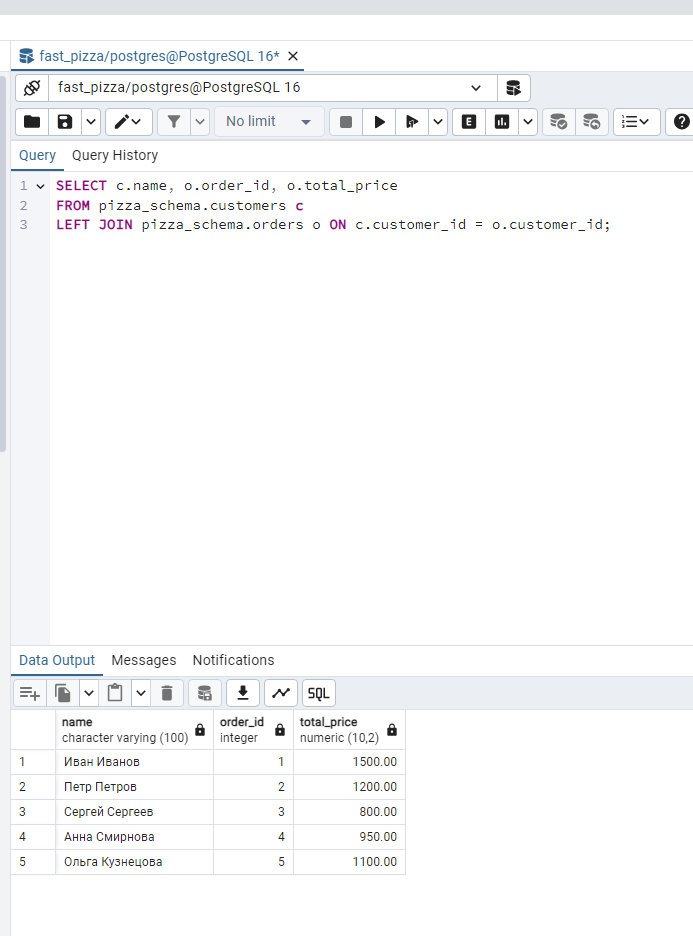 fast_pizza/postgres@PostgreSQL 16*
fast_pizza/postgres@PostgreSQL 16
No limit
E
Query Query History
1 SELECT c.name, o.order_id, o.total_price
2 FROM pizza_schema.customers c
3 LEFT JOIN pizza_schema.orders o ON c.customer_id = o.customer_id;
Data Output Messages Notifications
SQL
name order_id total_price
character varying (100) integer numeric (10,2)
1 Иван Иванов 1 1500.00
2 Петр Петров 2 1200.00
3 Сергей Сергеев 3 800.00
4 Анна Смирнова 4 950.00
5 Ольга Кузнецова 5 1100.00